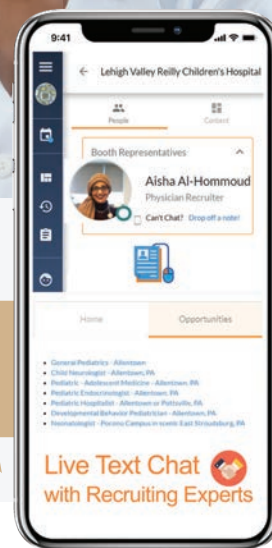 9:41
Lehigh Valley Reilly Children's Hospital
People
Content
Booth Representatives
Aisha Al-Hommoud
Physician Recruiter
Can't Chat? Drop off a note!
Home
Opportunities
General Pediatrics - Allentown
Child Neurologist - Allentown, PA
Pediatric - Adolescent Medicine - Allentown, PA
Pediatric Endocrinologist - Allentown, PA
Pediatric Hospitalist - Allentown or Pottsville, PA
Developmental Behavior Pediatrician - Allentown, PA
Neonatologist - Pocono Campus in scenic East Stroudsburg, PA
Live Text Chat
with Recruiting Experts